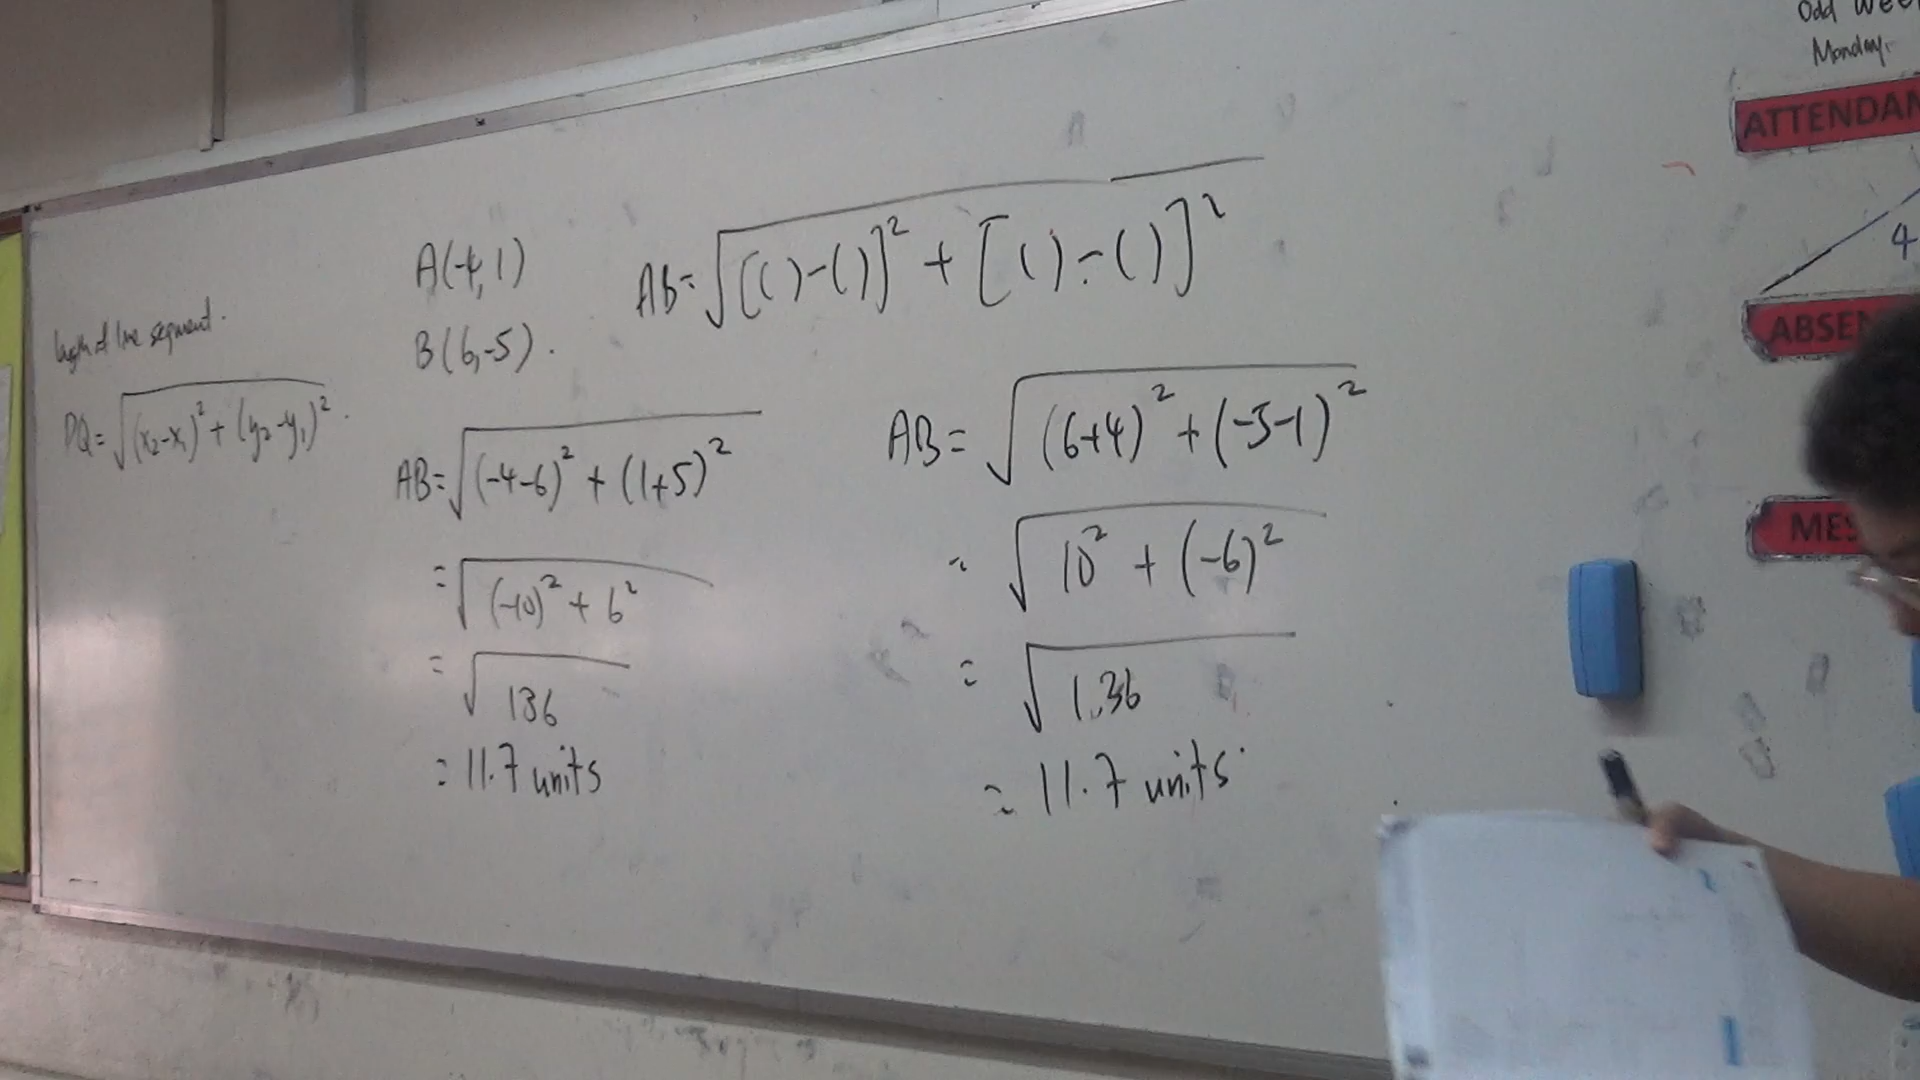 Odd Wee
Monday.
ATTENDAN
4
ABSEN
MES
length of line segment.
PQ = √(x₂-x₁)² + (y₂-y₁)².
A(-4, 1)
B(6, -5).
AB = √[( ) - ( )]² + [( ) - ( )]²
AB = √(-4-6)² + (1+5)²
= √(-10)² + 6²
= √136
= 11.7 units
AB = √(6+4)² + (-5-1)²
= √10² + (-6)²
= √136
= 11.7 units.